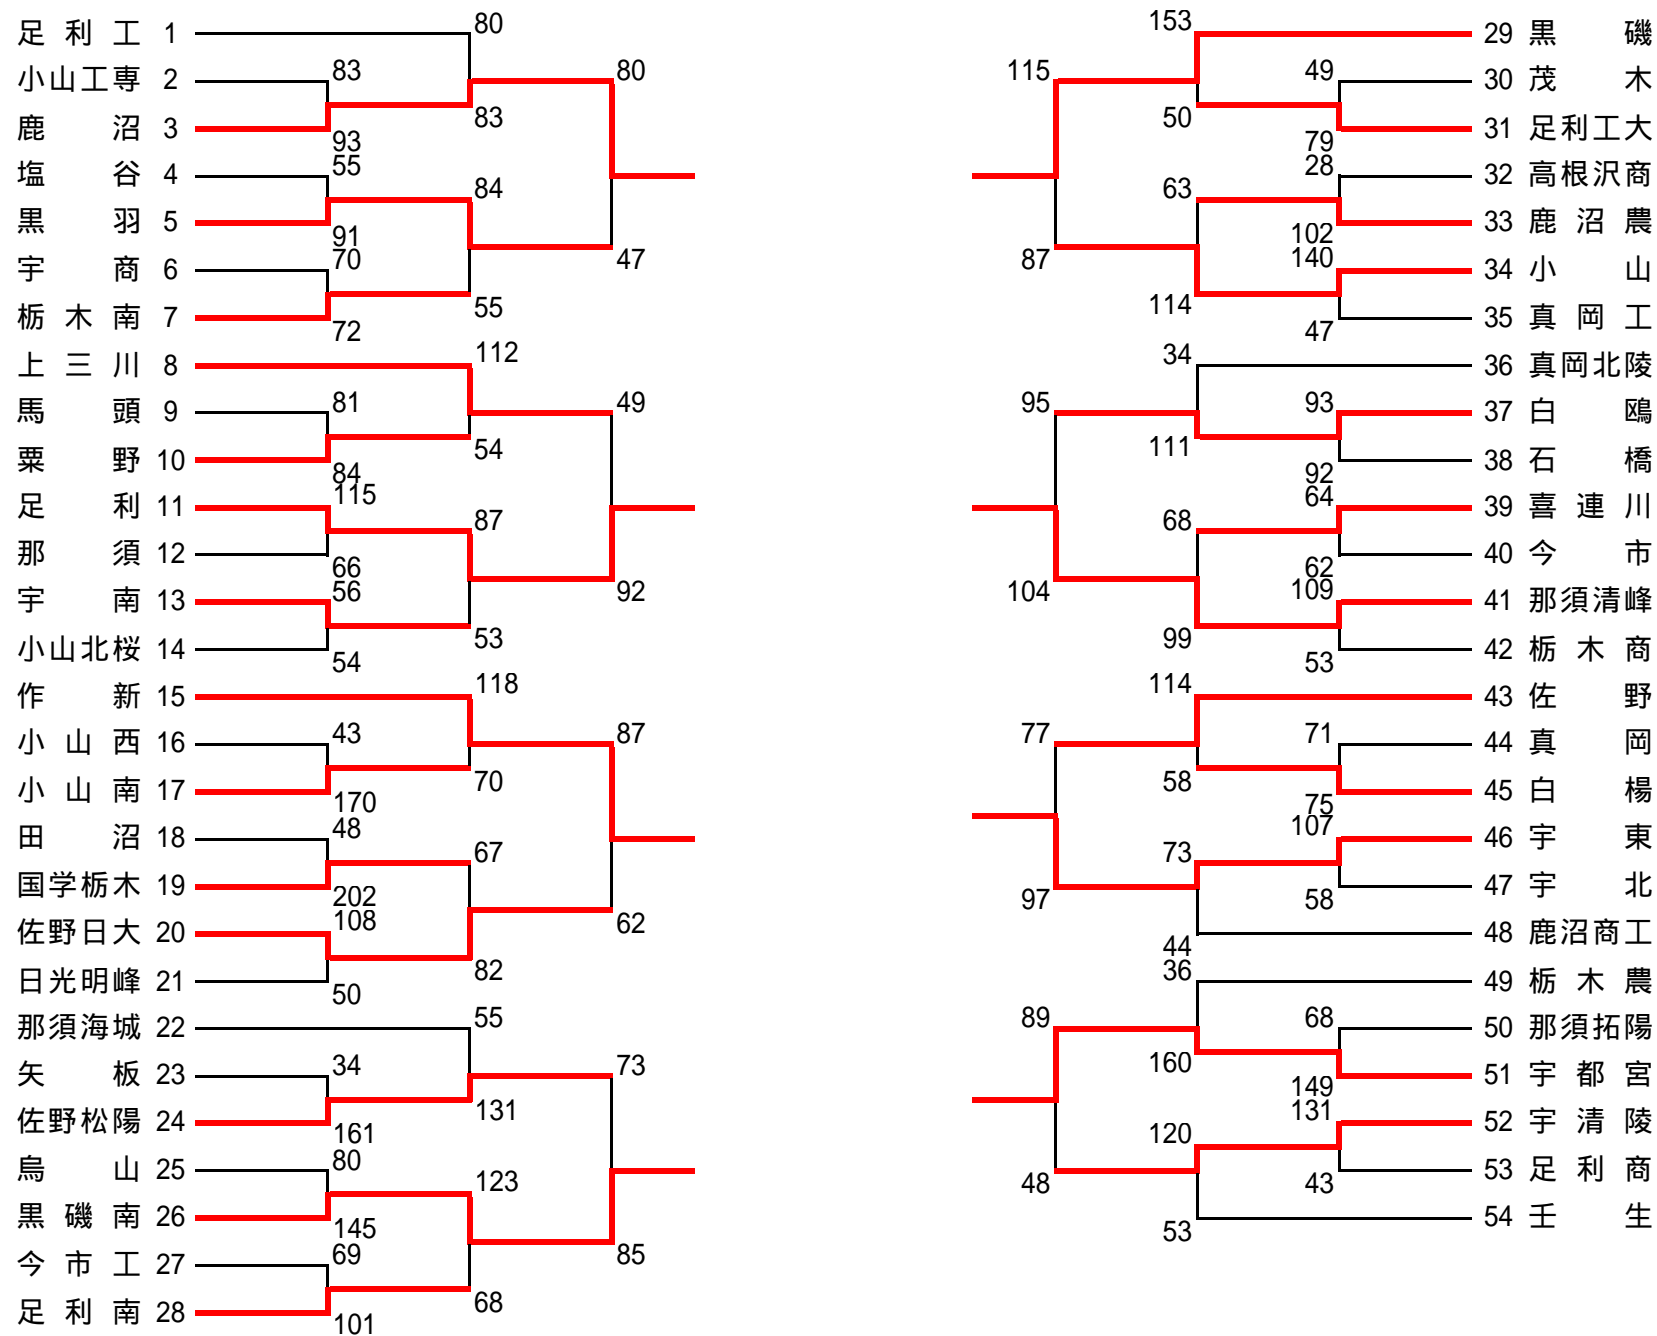 足利工 1
80
小山工専 2
83
80
鹿沼 3
93
83
塩谷 4
55
84
黒羽 5
91
47
宇商 6
70
55
栃木南 7
72
上三川 8
112
馬頭 9
81
49
粟野 10
84
54
足利 11
115
87
那須 12
66
92
宇南 13
56
53
小山北桜 14
54
作新 15
118
小山西 16
43
87
小山南 17
170
70
田沼 18
48
67
国学栃木 19
202
62
佐野日大 20
108
82
日光明峰 21
50
那須海城 22
55
矢板 23
34
73
佐野松陽 24
161
131
烏山 25
80
123
黒磯南 26
145
85
今市工 27
69
68
足利南 28
101
153
29 黒磯
115
49
30 茂木
50
79
31 足利工大
63
28
32 高根沢商
87
102
33 鹿沼農
114
140
34 小山
47
35 真岡工
34
36 真岡北陵
95
93
37 白鴎
111
92
38 石橋
68
64
39 喜連川
104
62
40 今市
99
109
41 那須清峰
53
42 栃木商
114
43 佐野
77
71
44 真岡
58
75
45 白楊
73
107
46 宇東
97
58
47 宇北
44
48 鹿沼商工
36
49 栃木農
89
68
50 那須拓陽
160
149
51 宇都宮
120
131
52 宇清陵
48
43
53 足利商
53
54 壬生